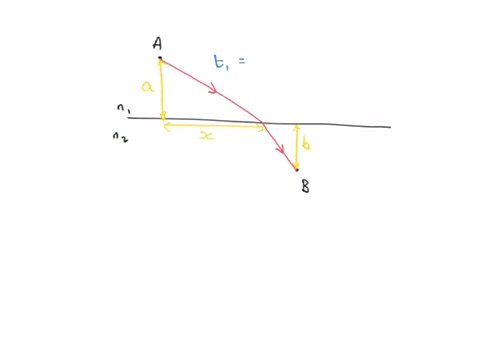 A
t₁ =
a
n₁
n₂
x
b
B